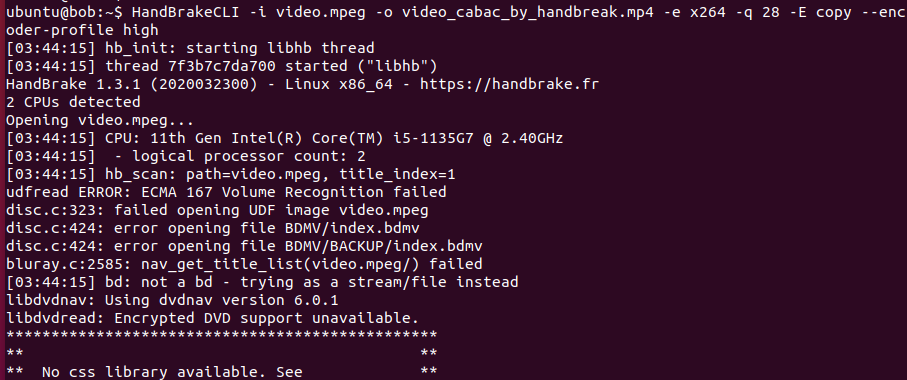 ubuntu@bob:~$ HandBrakeCLI -i video.mpeg -o video_cabac_by_handbreak.mp4 -e x264 -q 28 -E copy --enc
oder-profile high
[03:44:15] hb_init: starting libhb thread
[03:44:15] thread 7f3b7c7da700 started ("libhb")
HandBrake 1.3.1 (2020032300) - Linux x86_64 - https://handbrake.fr
2 CPUs detected
Opening video.mpeg...
[03:44:15] CPU: 11th Gen Intel(R) Core(TM) i5-1135G7 @ 2.40GHz
[03:44:15]  - logical processor count: 2
[03:44:15] hb_scan: path=video.mpeg, title_index=1
udfread ERROR: ECMA 167 Volume Recognition failed
disc.c:323: failed opening UDF image video.mpeg
disc.c:424: error opening file BDMV/index.bdmv
disc.c:424: error opening file BDMV/BACKUP/index.bdmv
bluray.c:2585: nav_get_title_list(video.mpeg/) failed
[03:44:15] bd: not a bd - trying as a stream/file instead
libdvdnav: Using dvdnav version 6.0.1
libdvdread: Encrypted DVD support unavailable.
************************************************
**                                            **
**  No css library available. See             **